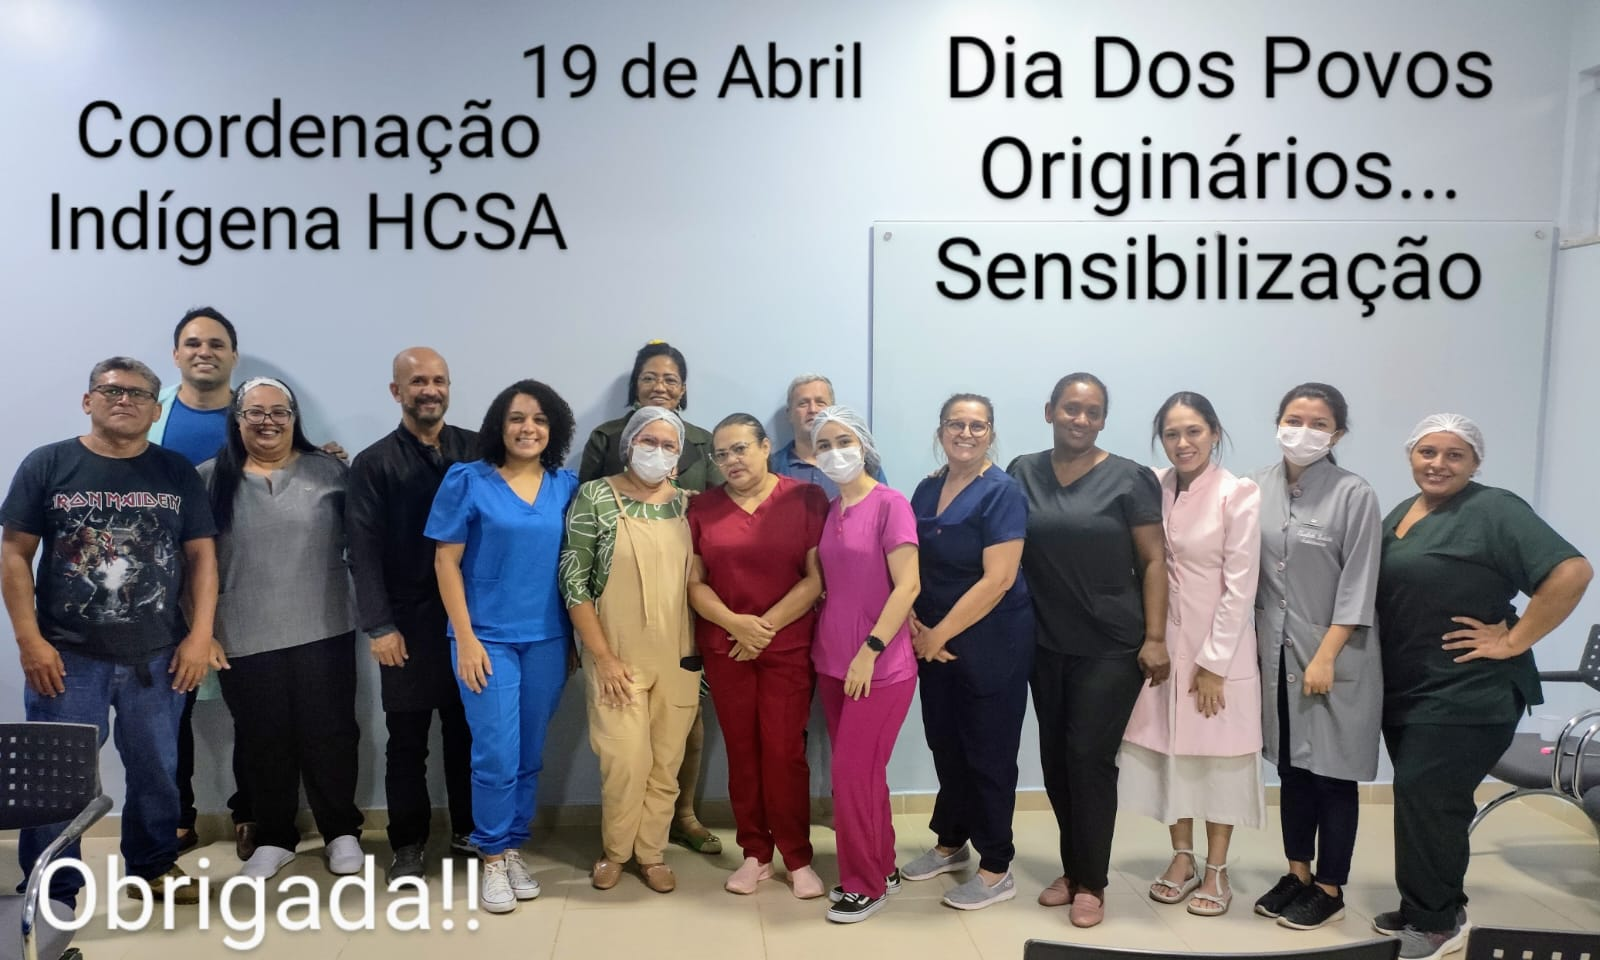 19 de Abril
Coordenação
Indígena HCSA
Dia Dos Povos
Originários...
Sensibilização
IRON MAIDEN
Obrigada!!